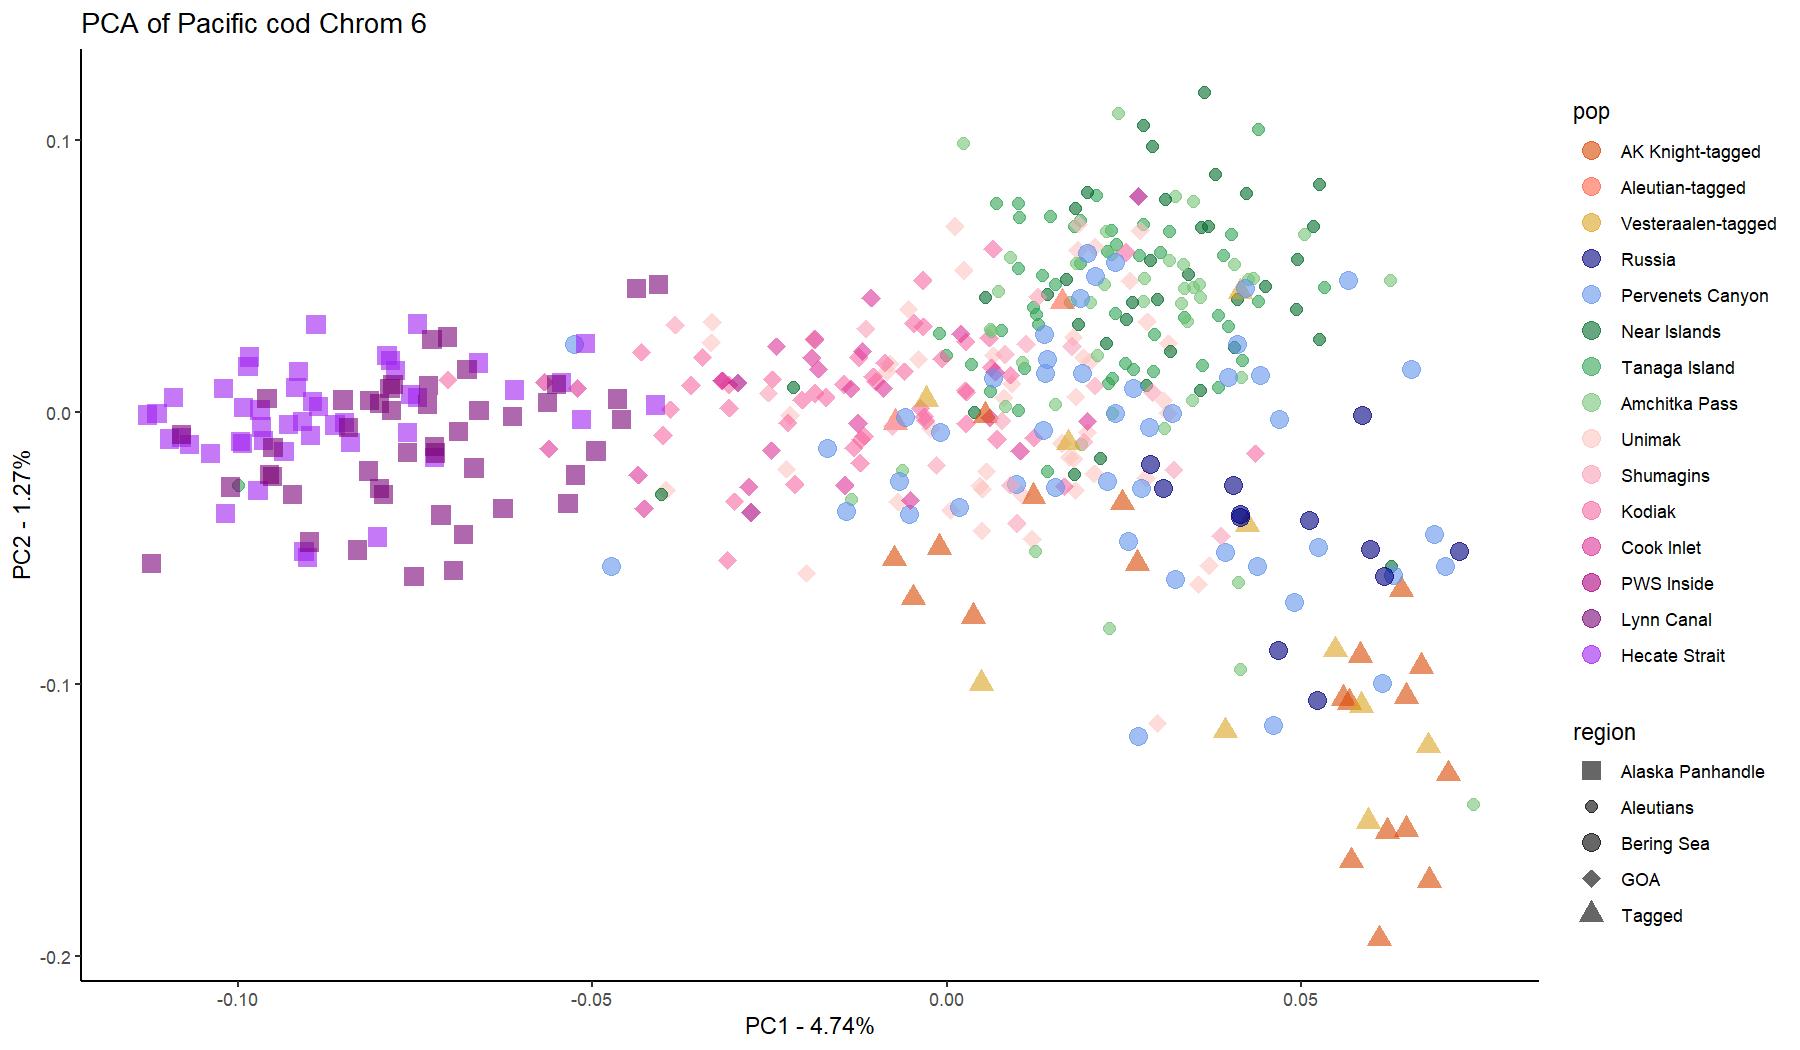 PCA of Pacific cod Chrom 6
PC2 - 1.27%
0.1
0.0
-0.1
-0.2
-0.10
-0.05
0.00
0.05
PC1 - 4.74%
pop
AK Knight-tagged
Aleutian-tagged
Vesteraalen-tagged
Russia
Pervenets Canyon
Near Islands
Tanaga Island
Amchitka Pass
Unimak
Shumagins
Kodiak
Cook Inlet
PWS Inside
Lynn Canal
Hecate Strait
region
Alaska Panhandle
Aleutians
Bering Sea
GOA
Tagged